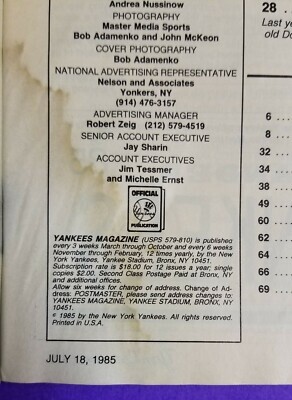 Andrea Nussinow
PHOTOGRAPHY
Master Media Sports
Bob Adamenko and John McKeon
COVER PHOTOGRAPHY
Bob Adamenko
NATIONAL ADVERTISING REPRESENTATIVE
Nelson and Associates
Yonkers, NY
(914) 476-3157
ADVERTISING MANAGER
Robert Zeig (212) 579-4519
SENIOR ACCOUNT EXECUTIVE
Jay Sharin
ACCOUNT EXECUTIVES
Jim Tessmer
and Michelle Ernst
OFFICIAL
PUBLICATION
YANKEES MAGAZINE (USPS 579-810) is published
every 3 weeks March through October and every 6 weeks
November through February, 12 times yearly, by the
New York Yankees, Yankee Stadium, Bronx, NY
10451.
Subscription rate is $18.00 for 12 issues a year; single
copies $2.00. Second Class Postage Paid at Bronx, NY
and additional offices.
Allow six weeks for change of address. Change of Ad-
dress: POSTMASTER, please send address changes to:
YANKEES MAGAZINE, YANKEE STADIUM, BRONX, NY
10451.
© 1985 by the New York Yankees. All rights reserved.
Printed in U.S.A.
JULY 18, 1985
28 . .
Last ye
old Do
6 ...
8 ...
32 ...
34 ...
38 ...
49 ...
60 ...
62 ...
64 ...
66 ...
69 ...